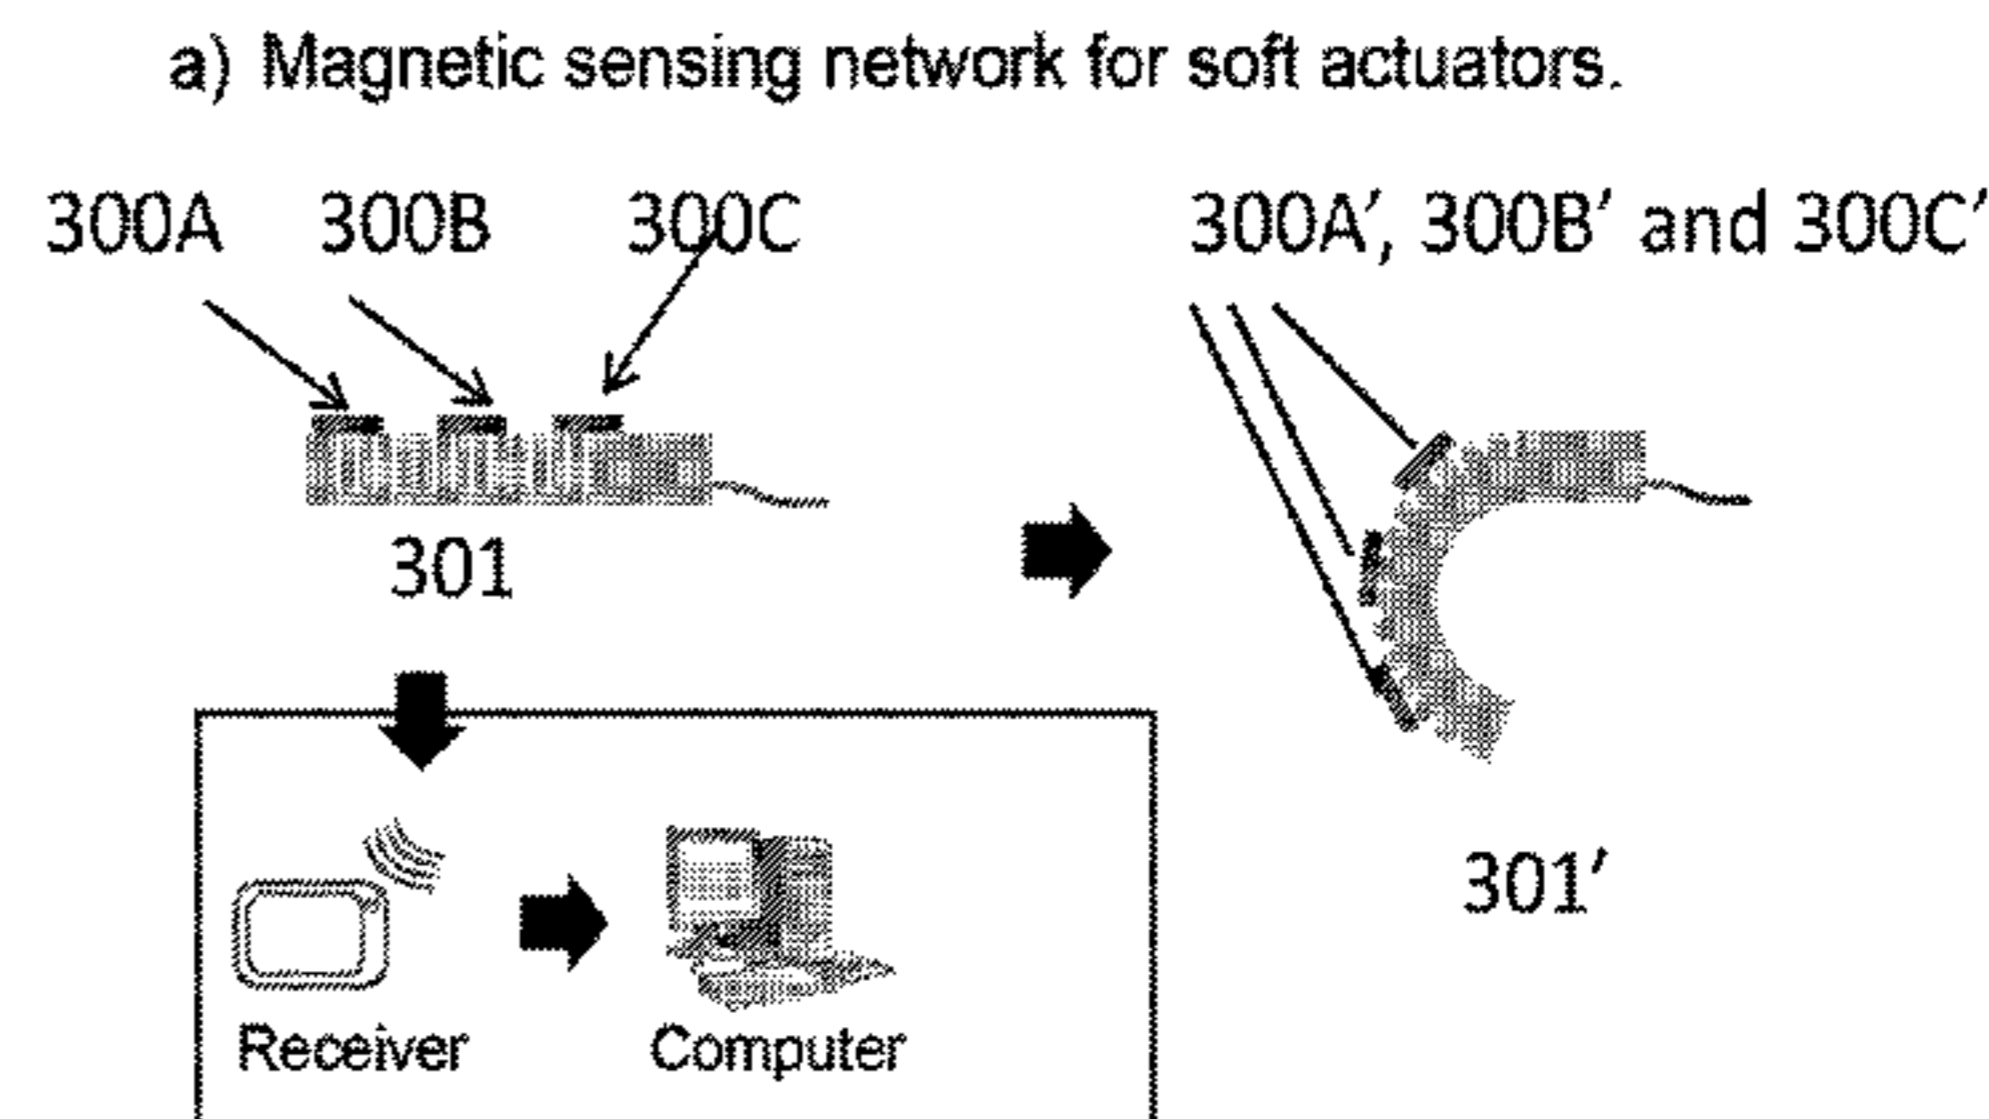 a) Magnetic sensing network for soft actuators.
300A 300B 300C 300A′, 300B′ and 300C′
301
301′
Receiver Computer